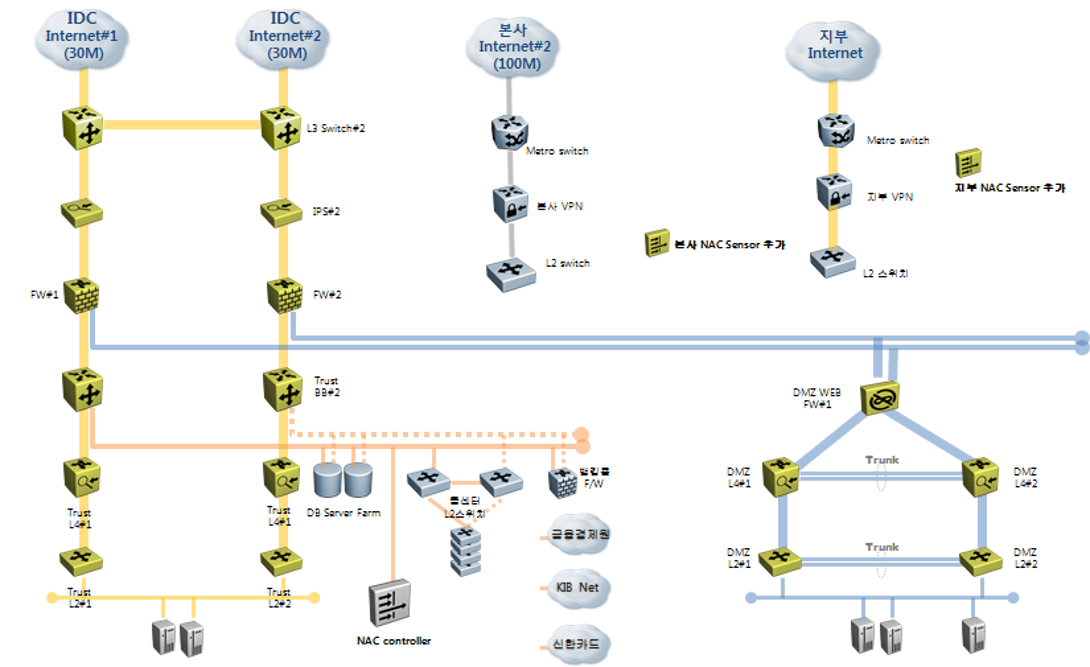 IDC
Internet#1
(30M)
IDC
Internet#2
(30M)
본사
Internet#2
(100M)
지부
Internet
L3 Switch#2
Metro switch
Metro switch
지부 NAC Sensor 추가
IPS#2
본사 VPN
지부 VPN
본사 NAC Sensor 추가
L2 switch
L2 스위치
FW#1
FW#2
Trust
BB#2
DMZ WEB
FW#1
F/W
Trunk
DMZ
L4#1
DMZ
L4#2
Trust
L4#1
Trust
L4#1
DB Server Farm
콜센터
L2스위치
금융결제원
Trunk
DMZ
L2#1
DMZ
L2#2
Trust
L2#1
Trust
L2#2
KIB Net
NAC controller
신한카드